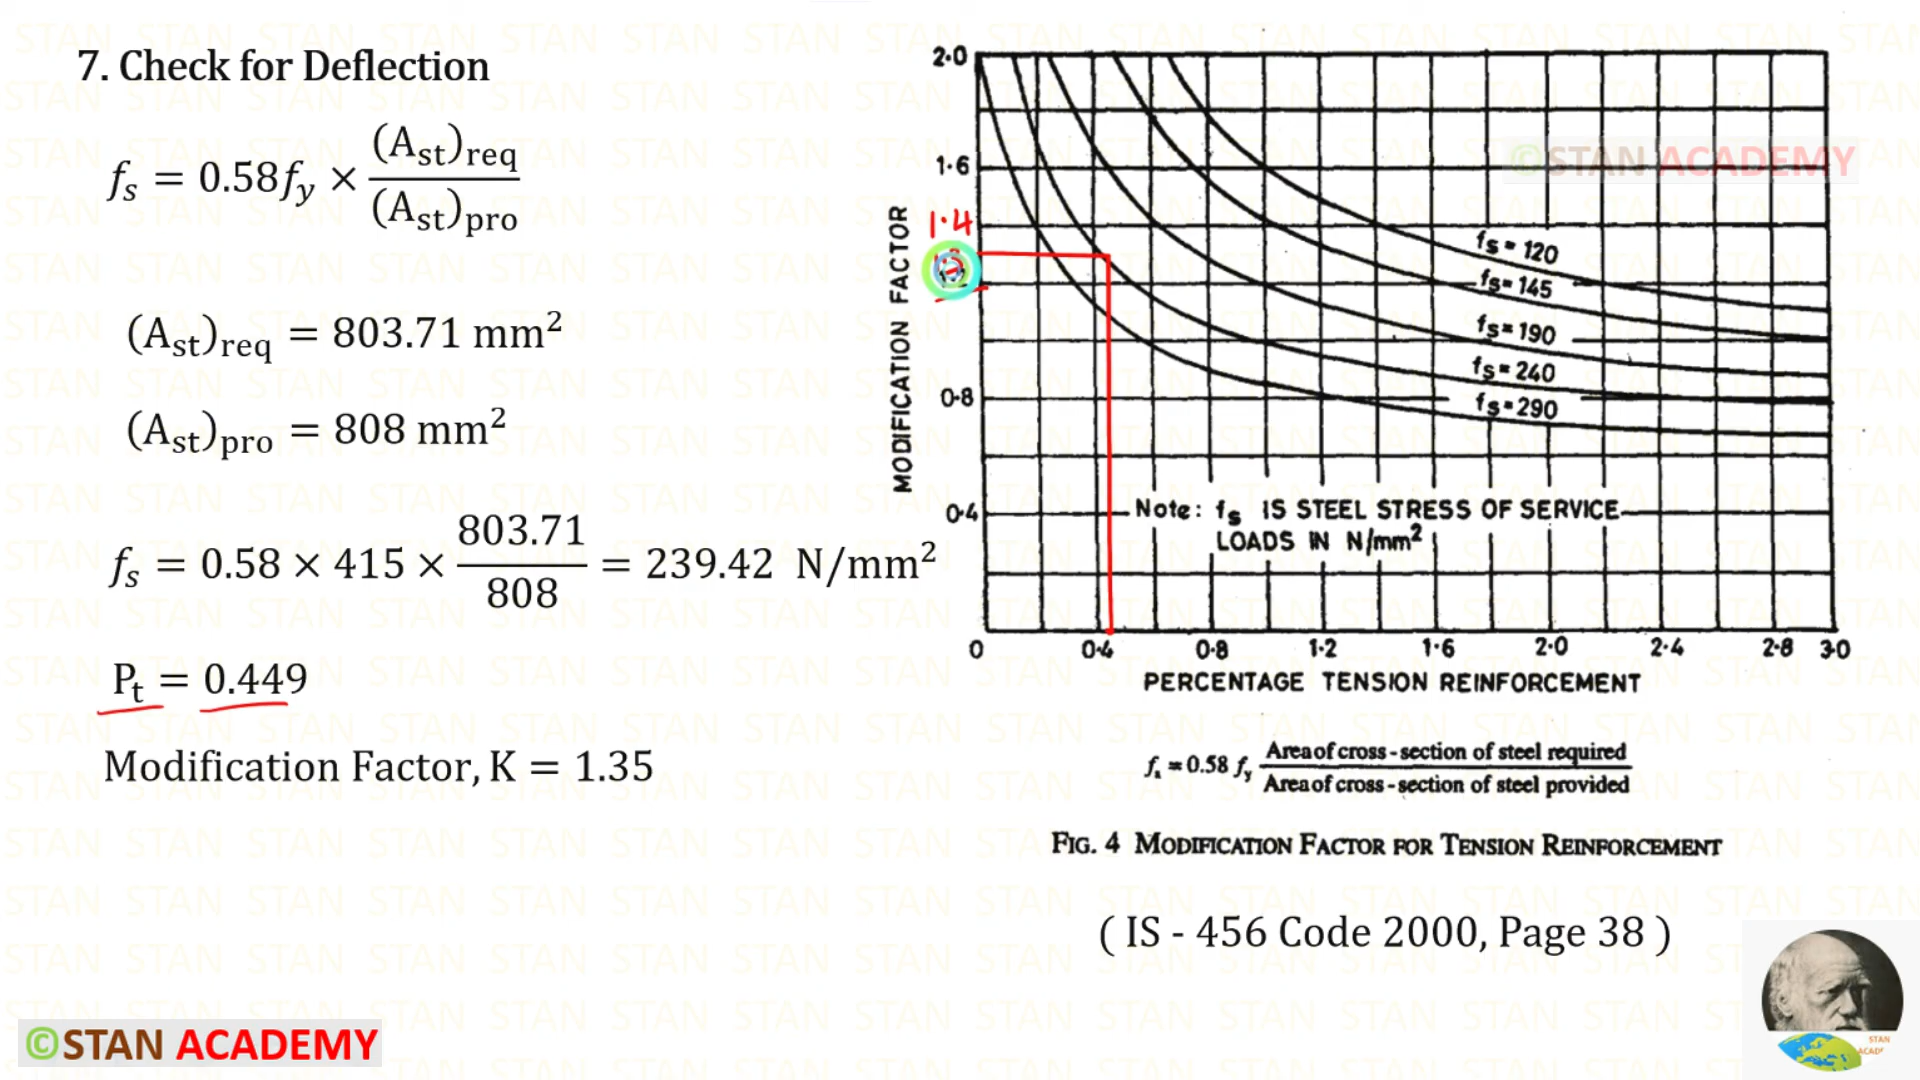 7. Check for Deflection
fs = 0.58fy × (Ast)req / (Ast)pro
(Ast)req = 803.71 mm²
(Ast)pro = 808 mm²
fs = 0.58 × 415 × 803.71 / 808 = 239.42 N/mm²
Pt = 0.449
Modification Factor, K = 1.35
©STAN ACADEMY
2·0
1·6
1·4
0·8
0·4
MODIFICATION FACTOR
©STAN ACADEMY
fs = 120
fs = 145
fs = 190
fs = 240
fs = 290
Note: fs IS STEEL STRESS OF SERVICE
LOADS IN N/mm²
0 0·4 0·8 1·2 1·6 2·0 2·4 2·8 3·0
PERCENTAGE TENSION REINFORCEMENT
fs = 0.58 fy Area of cross-section of steel required / Area of cross-section of steel provided
FIG. 4 MODIFICATION FACTOR FOR TENSION REINFORCEMENT
( IS - 456 Code 2000, Page 38 )
STAN